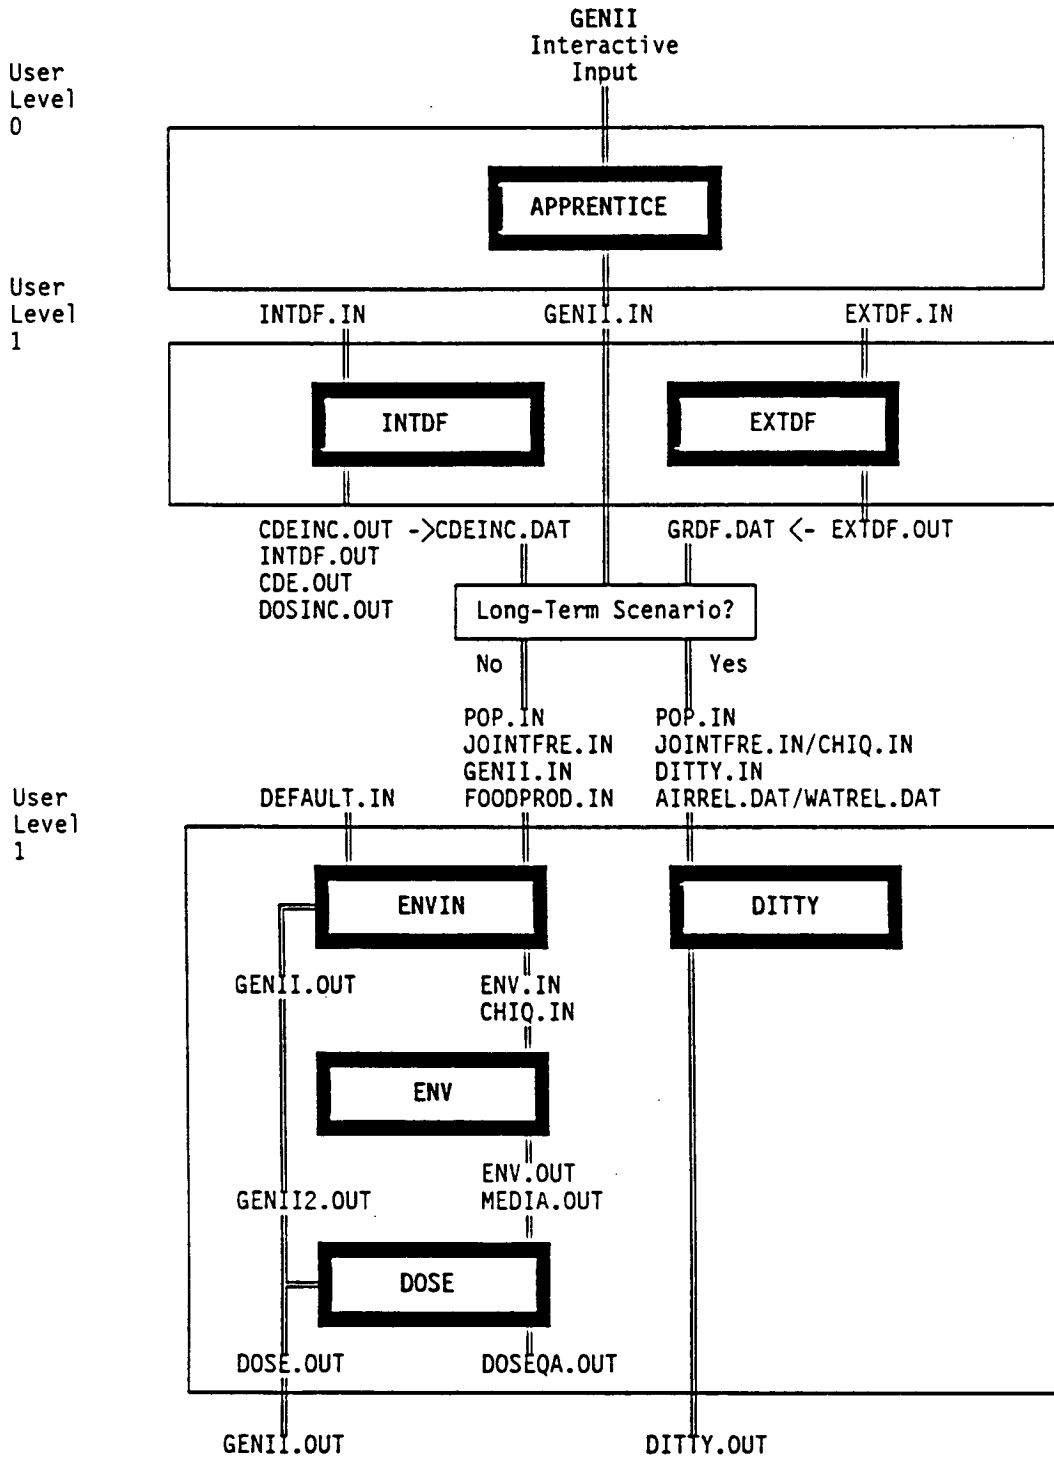 GENII
Interactive
Input
User
Level
0
APPRENTICE
User
Level
1
INTDF.IN GENII.IN EXTDF.IN
INTDF EXTDF
CDEINC.OUT ->CDEINC.DAT GRDF.DAT <- EXTDF.OUT
INTDF.OUT
CDE.OUT
DOSINC.OUT
Long-Term Scenario?
No Yes
POP.IN POP.IN
JOINTFRE.IN JOINTFRE.IN/CHIQ.IN
GENII.IN DITTY.IN
DEFAULT.IN FOODPROD.IN AIRREL.DAT/WATREL.DAT
User
Level
1
ENVIN DITTY
GENII.OUT ENV.IN
CHIQ.IN
ENV
ENV.OUT
GENII2.OUT MEDIA.OUT
DOSE
DOSE.OUT DOSEQA.OUT
GENII.OUT DITTY.OUT